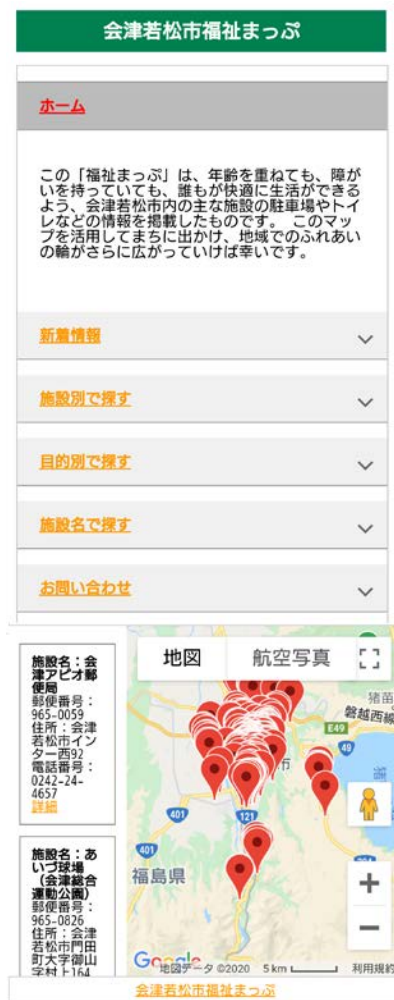 会津若松市福祉まっぷ
ホーム
この「福祉まっぷ」は、年齢を重ねても、障が
いを持っていても、誰もが快適に生活ができる
よう、会津若松市内の主な施設の駐車場やトイ
レなどの情報を掲載したものです。 このマッ
プを活用してまちに出かけ、地域でのふれあい
の輪がさらに広がっていけば幸いです。
新着情報
施設別で探す
目的別で探す
施設名で探す
お問い合わせ
施設名：会
津アピオ郵
便局
郵便番号：
965-0059
住所：会津
若松市イン
ター西92
電話番号：
0242-24-
4657
詳細
施設名：あ
いづ球場
（会津総合
運動公園）
郵便番号：
965-0826
住所：会津
若松市門田
町大字御山
字村上164
地図
航空写真
猪苗
磐越西線
E49
49
市
401
121
401
福島県
Google
地図データ ©2020
5 km
利用規約
会津若松市福祉まっぷ